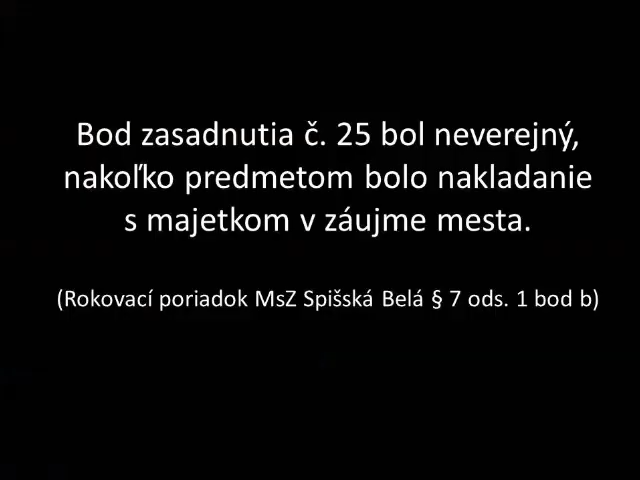 Bod zasadnutia č. 25 bol neverejný,
nakoľko predmetom bolo nakladanie
s majetkom v záujme mesta.
(Rokovací poriadok MsZ Spišská Belá § 7 ods. 1 bod b)